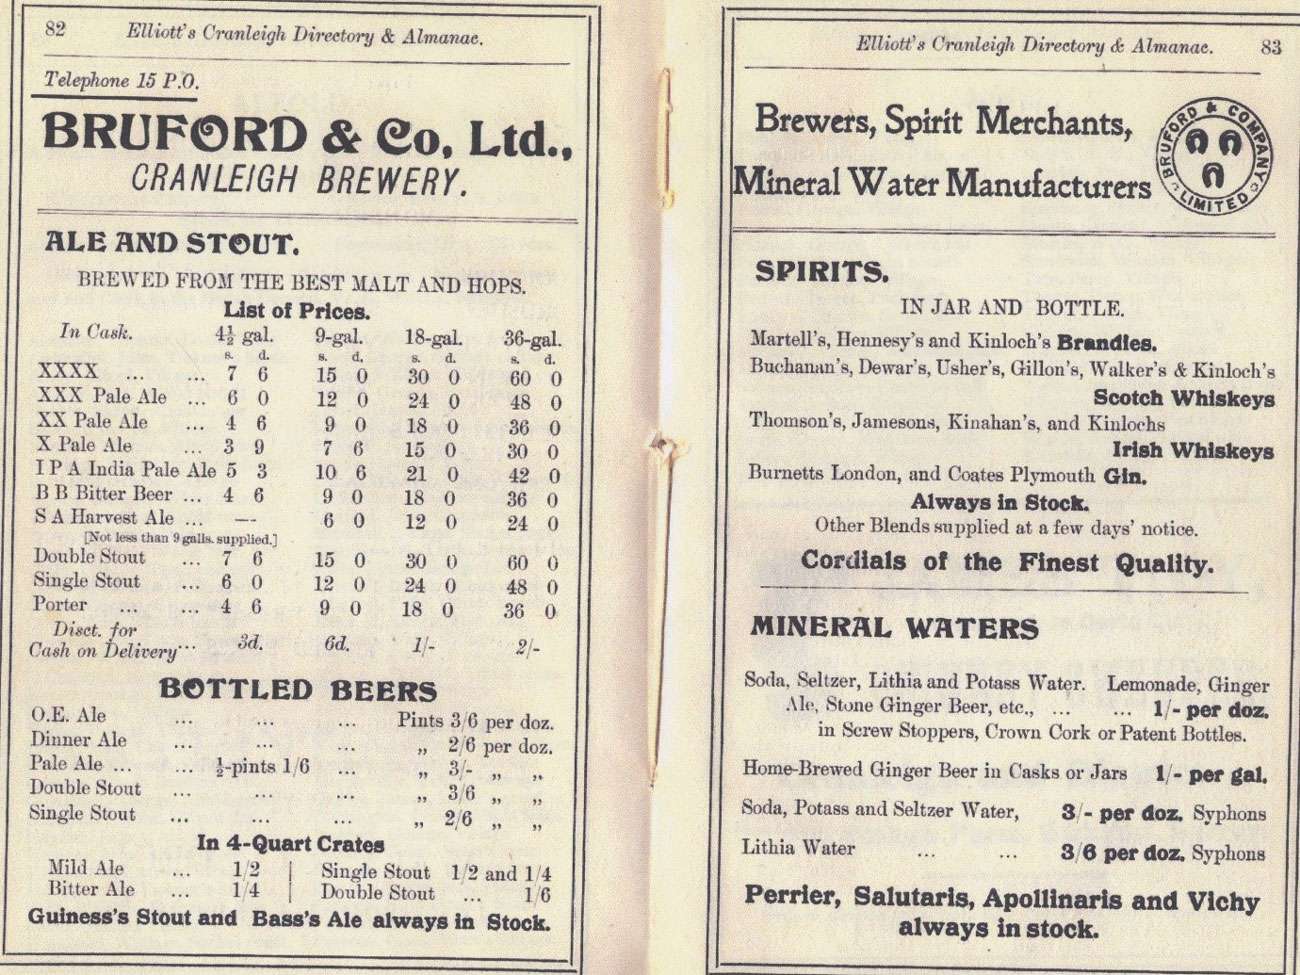 82 Elliott's Cranleigh Directory & Almanac.
Telephone 15 P.O.
BRUFORD & Co, Ltd.,
CRANLEIGH BREWERY.
ALE AND STOUT.
BREWED FROM THE BEST MALT AND HOPS.
List of Prices.
In Cask. 4½ gal. 9-gal. 18-gal. 36-gal.
s. d. s. d. s. d. s. d.
XXXX ... ... 7 6 15 0 30 0 60 0
XXX Pale Ale ... 6 0 12 0 24 0 48 0
XX Pale Ale ... 4 6 9 0 18 0 36 0
X Pale Ale ... 3 9 7 6 15 0 30 0
I P A India Pale Ale 5 3 10 6 21 0 42 0
B B Bitter Beer ... 4 6 9 0 18 0 36 0
S A Harvest Ale ... —- 6 0 12 0 24 0
[Not less than 9 galls. supplied.]
Double Stout ... 7 6 15 0 30 0 60 0
Single Stout ... 6 0 12 0 24 0 48 0
Porter ... ... 4 6 9 0 18 0 36 0
Disct. for
Cash on Delivery ... 3d. 6d. 1/- 2/-
BOTTLED BEERS
O.E. Ale ... ... ... Pints 3/6 per doz.
Dinner Ale ... ... ... „ 2/6 per doz.
Pale Ale ... ... ½-pints 1/6 ... „ 3/- „ „
Double Stout ... ... ... „ 3/6 „ „
Single Stout ... ... ... „ 2/6 „ „
In 4-Quart Crates
Mild Ale ... 1/2 | Single Stout 1/2 and 1/4
Bitter Ale ... 1/4 | Double Stout ... 1/6
Guiness's Stout and Bass's Ale always in Stock.
Elliott's Cranleigh Directory & Almanac. 83
Brewers, Spirit Merchants,
Mineral Water Manufacturers
BRUFORD & COMPANY
LIMITED
SPIRITS.
IN JAR AND BOTTLE.
Martell's, Hennesy's and Kinloch's Brandies.
Buchanan's, Dewar's, Usher's, Gillon's, Walker's & Kinloch's
Scotch Whiskeys
Thomson's, Jamesons, Kinahan's, and Kinlochs
Irish Whiskeys
Burnetts London, and Coates Plymouth Gin.
Always in Stock.
Other Blends supplied at a few days' notice.
Cordials of the Finest Quality.
MINERAL WATERS
Soda, Seltzer, Lithia and Potass Water. Lemonade, Ginger
Ale, Stone Ginger Beer, etc., ... ... 1/- per doz.
in Screw Stoppers, Crown Cork or Patent Bottles.
Home-Brewed Ginger Beer in Casks or Jars 1/- per gal.
Soda, Potass and Seltzer Water, 3/- per doz. Syphons
Lithia Water ... ... 3/6 per doz. Syphons
Perrier, Salutaris, Apollinaris and Vichy
always in stock.